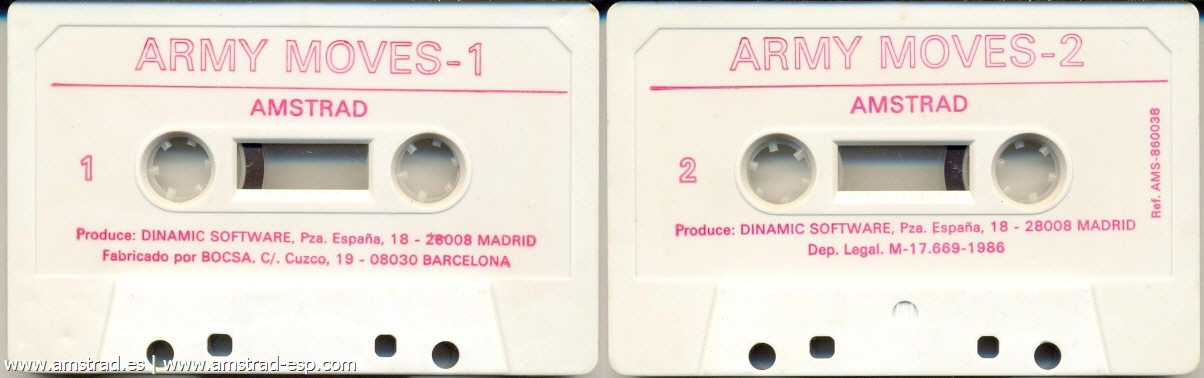 ARMY MOVES-1
AMSTRAD
1
Produce: DINAMIC SOFTWARE, Pza. España, 18 - 28008 MADRID
Fabricado por BOCSA. C/. Cuzco, 19 - 08030 BARCELONA
ARMY MOVES-2
AMSTRAD
2
Ref. AMS-860038
Produce: DINAMIC SOFTWARE, Pza. España, 18 - 28008 MADRID
Dep. Legal. M-17.669-1986
www.amstrad.es | www.amstrad-esp.com